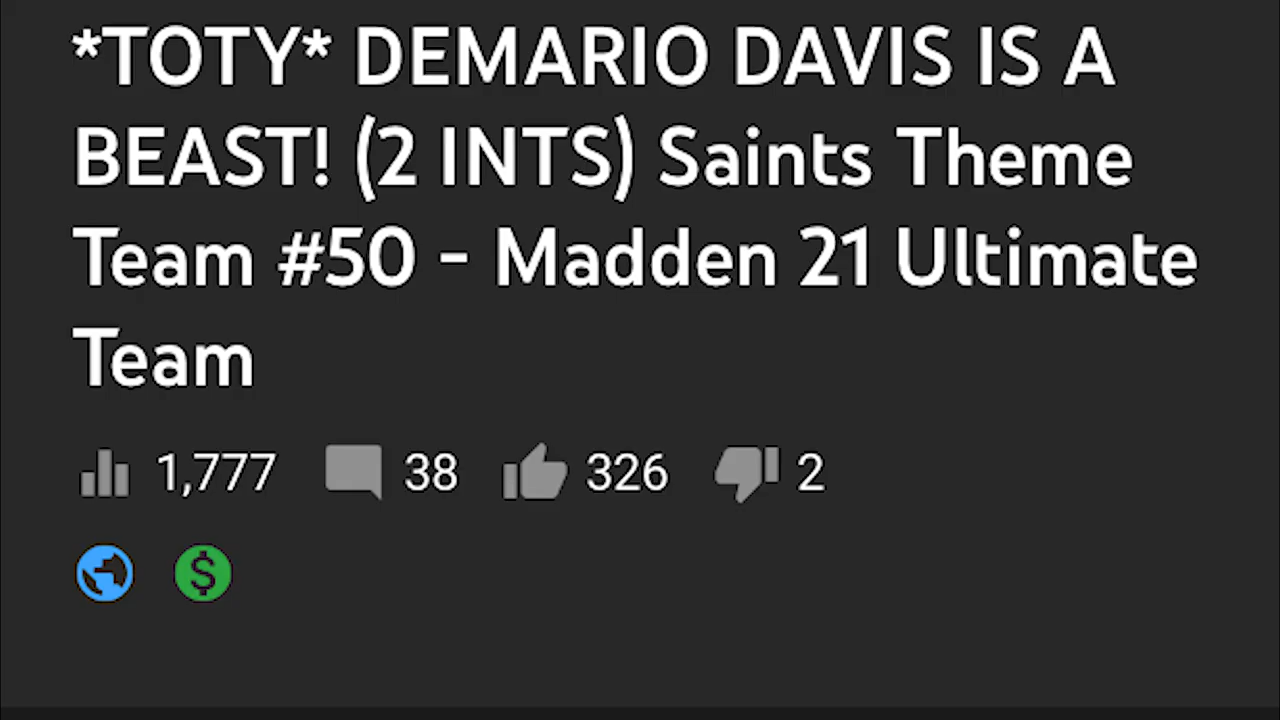 *TOTY* DEMARIO DAVIS IS A
BEAST! (2 INTS) Saints Theme
Team #50 - Madden 21 Ultimate
Team
1,777 38 326 2
$